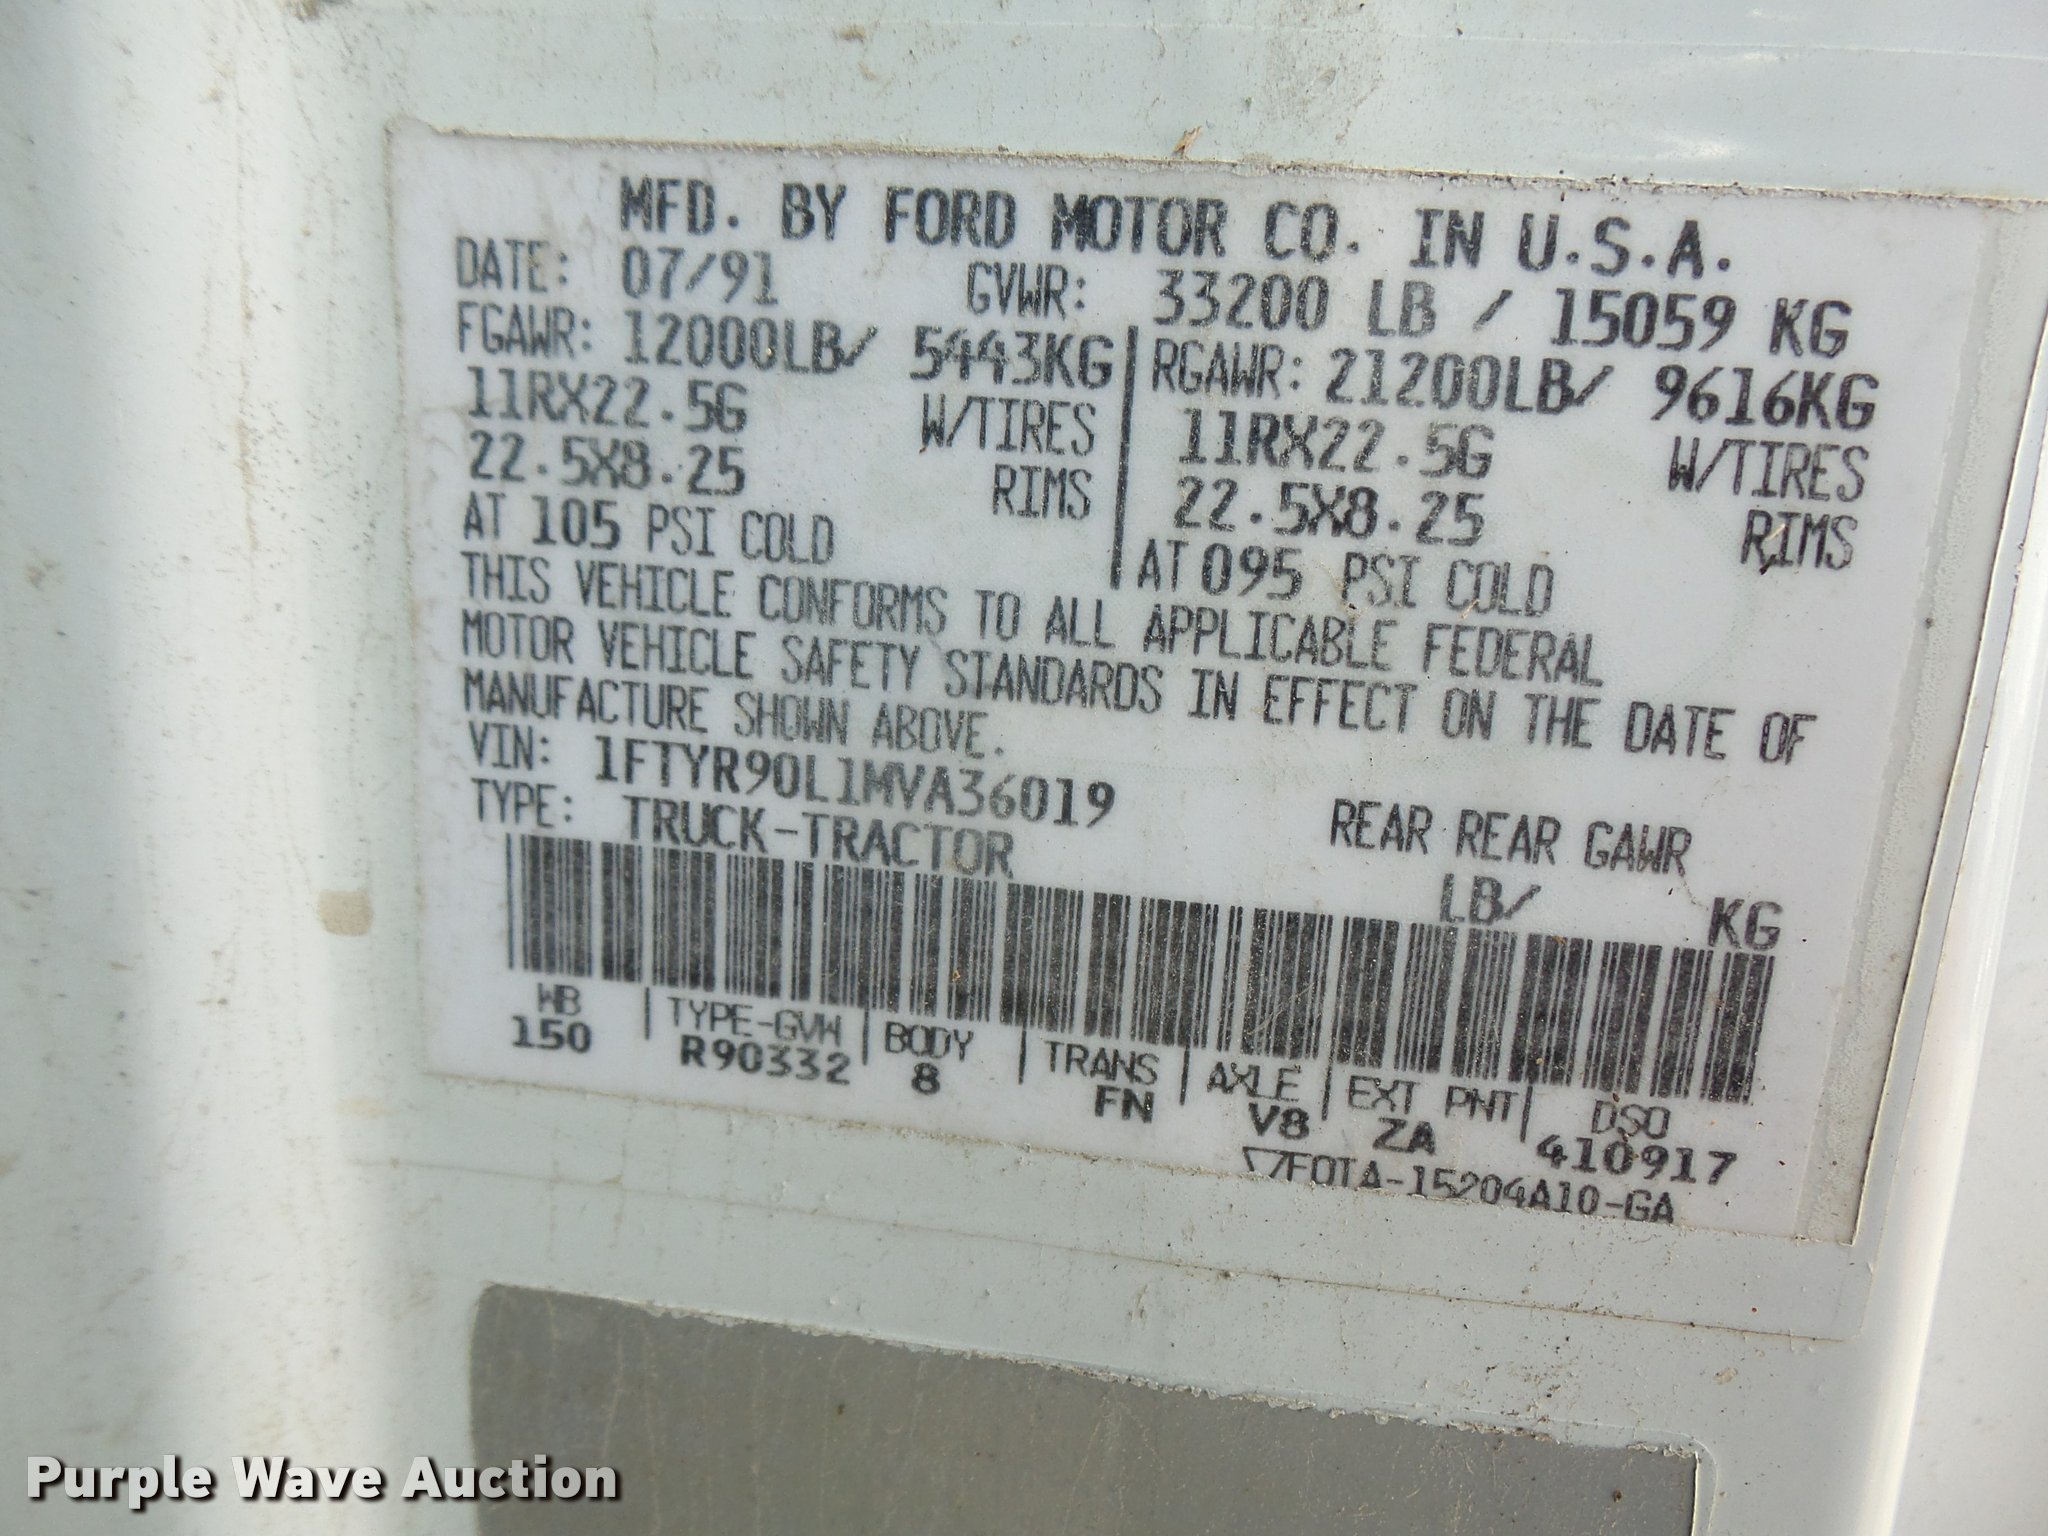 MFD. BY FORD MOTOR CO. IN U.S.A.
DATE: 07/91 GVWR: 33200 LB / 15059 KG
FGAWR: 12000LB/ 5443KG RGAWR: 21200LB/ 9616KG
11RX22.5G W/TIRES 11RX22.5G W/TIRES
22.5X8.25 RIMS 22.5X8.25 RIMS
AT 105 PSI COLD AT 095 PSI COLD
THIS VEHICLE CONFORMS TO ALL APPLICABLE FEDERAL
MOTOR VEHICLE SAFETY STANDARDS IN EFFECT ON THE DATE OF
MANUFACTURE SHOWN ABOVE.
VIN: 1FTYR90L1MVA36019
TYPE: TRUCK-TRACTOR REAR REAR GAWR
LB/ KG
WB TYPE-GVW BODY TRANS AXLE EXT PNT DSO
150 R90332 8 FN V8 ZA 410917
FOTA-15204A10-GA
Purple Wave Auction